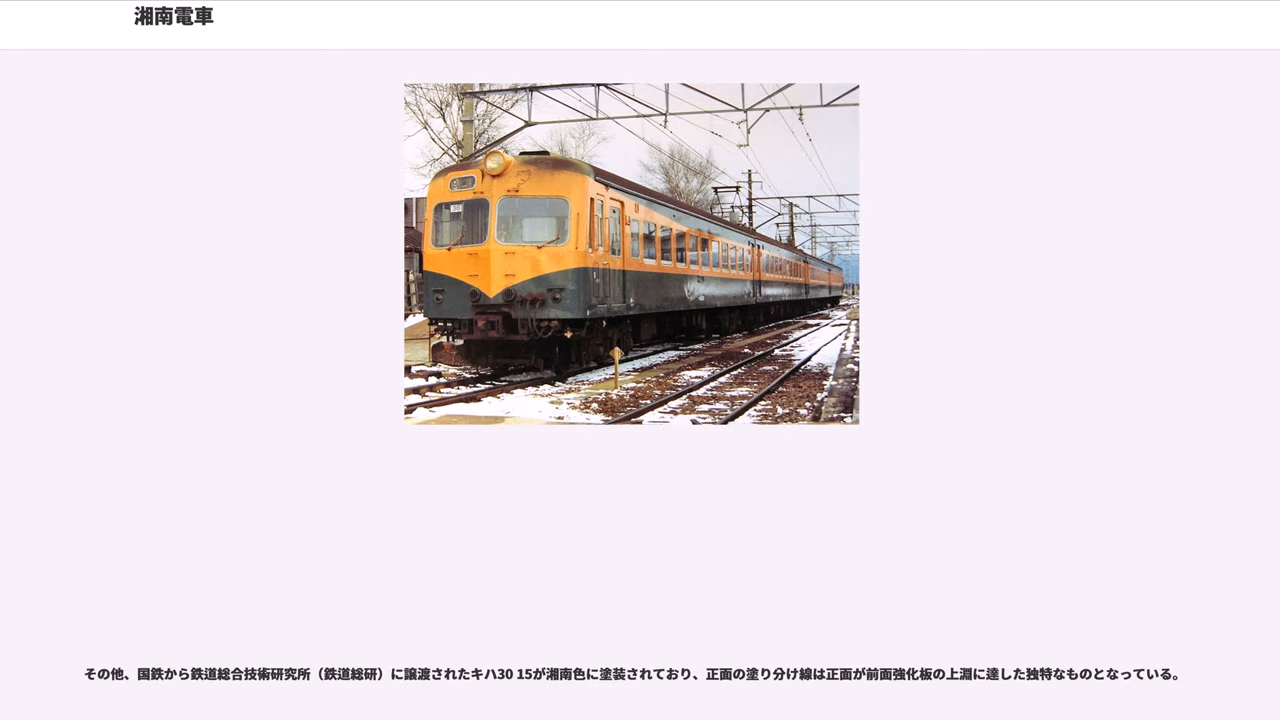 湘南電車
その他、国鉄から鉄道総合技術研究所（鉄道総研）に譲渡されたキハ30 15が湘南色に塗装されており、正面の塗り分け線は正面が前面強化板の上淵に達した独特なものとなっている。